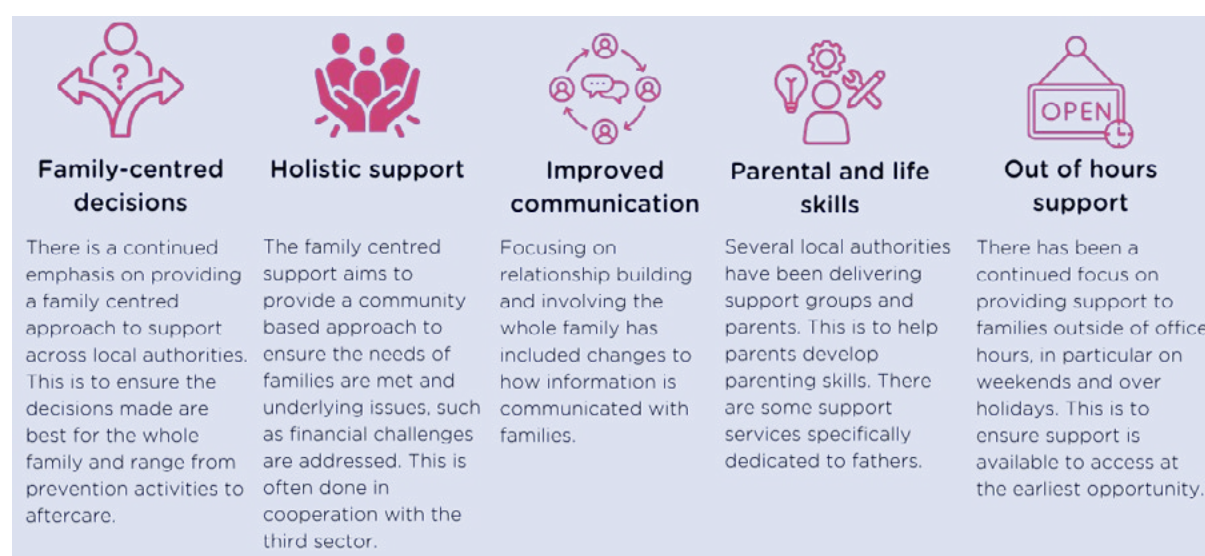 ?
Family-centred
decisions
There is a continued
emphasis on providing
a family centred
approach to support
across local authorities.
This is to ensure the
decisions made are
best for the whole
family and range from
prevention activities to
aftercare.
Holistic support
The family centred
support aims to
provide a community
based approach to
ensure the needs of
families are met and
underlying issues, such
as financial challenges
are addressed. This is
often done in
cooperation with the
third sector.
Improved
communication
Focusing on
relationship building
and involving the
whole family has
included changes to
how information is
communicated with
families.
Parental and life
skills
Several local authorities
have been delivering
support groups and
parents. This is to help
parents develop
parenting skills. There
are some support
services specifically
dedicated to fathers.
OPEN
Out of hours
support
There has been a
continued focus on
providing support to
families outside of office
hours, in particular on
weekends and over
holidays. This is to
ensure support is
available to access at
the earliest opportunity.